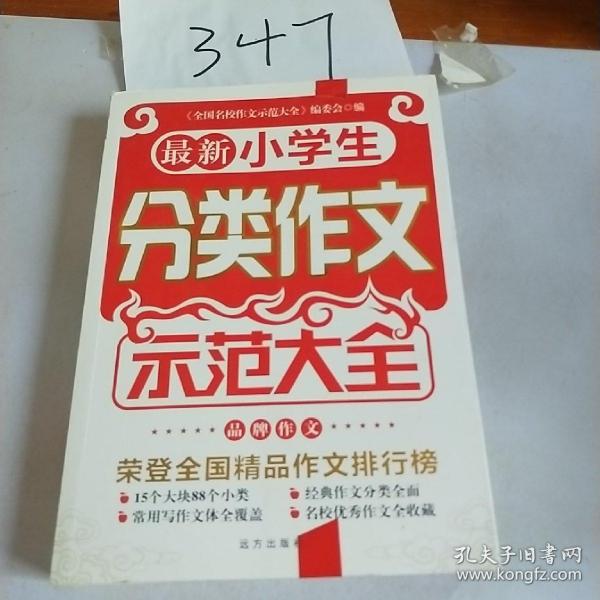 347
《全国名校作文示范大全》编委会◎编
最新小学生
分类作文
示范大全
★★★★★品牌作文★★★★★
荣登全国精品作文排行榜
15个大块88个小类 经典作文分类全面
常用写作文体全覆盖 名校优秀作文全收藏
远方出版
孔夫子旧书网
www.kongfz.com